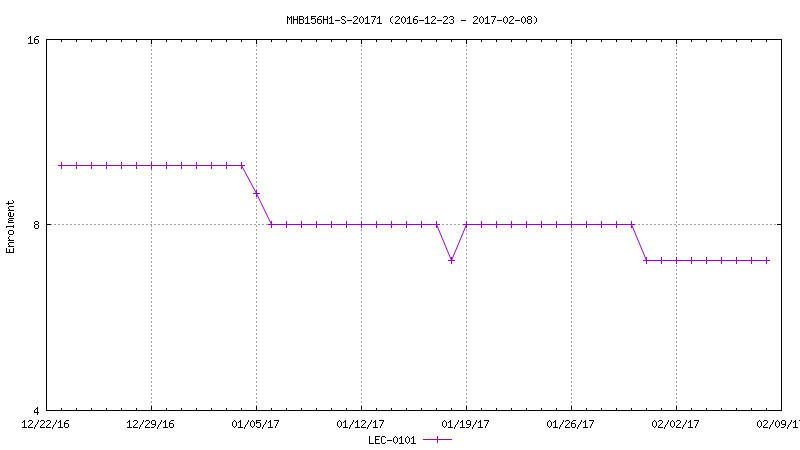 MHB156H1-S-20171 (2016-12-23 - 2017-02-08)
16
8
4
Enrolment
12/22/16 12/29/16 01/05/17 01/12/17 01/19/17 01/26/17 02/02/17 02/09/17
LEC-0101